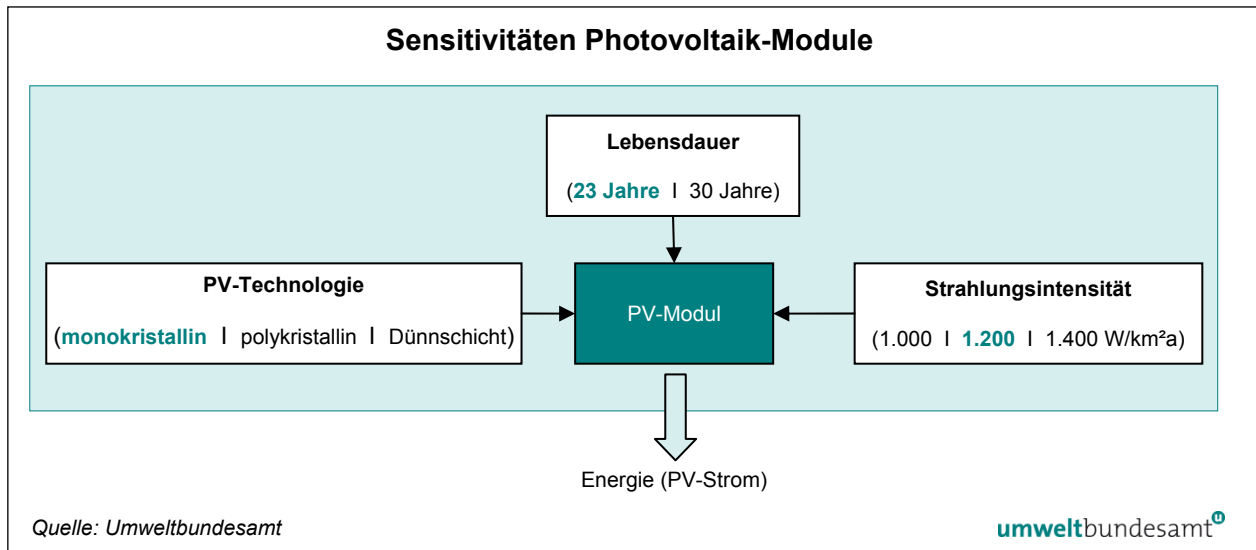 Sensitivitäten Photovoltaik-Module
Lebensdauer
(23 Jahre I 30 Jahre)
PV-Technologie
(monokristallin I polykristallin I Dünnschicht)
PV-Modul
Strahlungsintensität
(1.000 I 1.200 I 1.400 W/km²a)
Energie (PV-Strom)
Quelle: Umweltbundesamt
umweltbundesamt
u